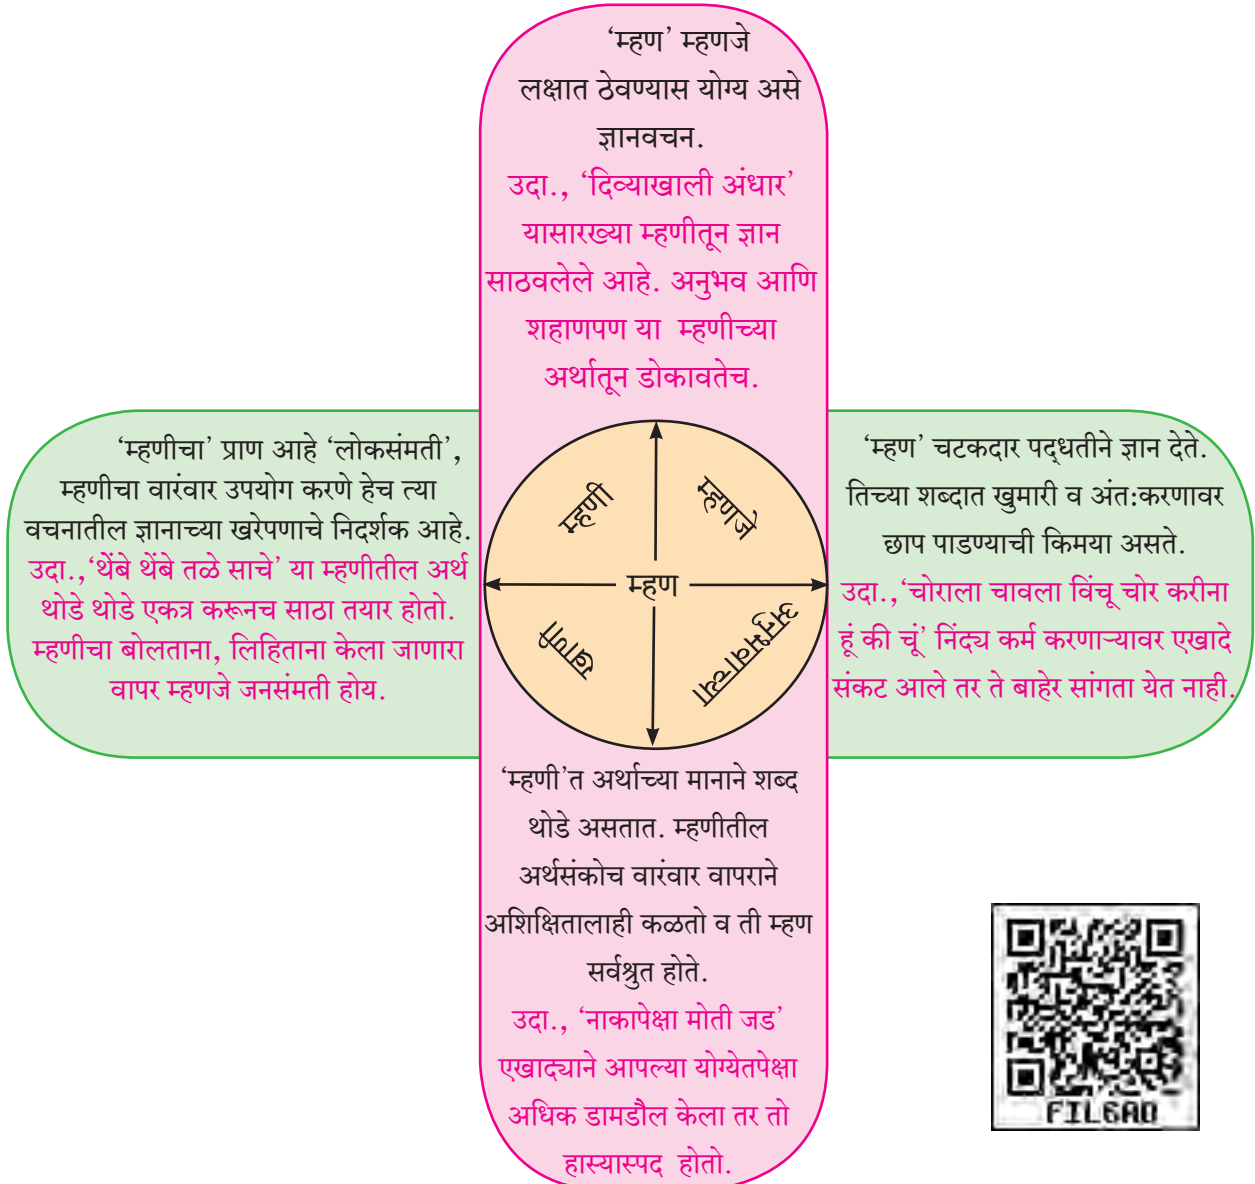 ‘म्हण’ म्हणजे
लक्षात ठेवण्यास योग्य असे
ज्ञानवचन.
उदा., ‘दिव्याखाली अंधार’
यासारख्या म्हणीतून ज्ञान
साठवलेले आहे. अनुभव आणि
शहाणपण या म्हणीच्या
अर्थातून डोकावतेच.
‘म्हणीचा’ प्राण आहे ‘लोकसंमती’,
म्हणीचा वारंवार उपयोग करणे हेच त्या
वचनातील ज्ञानाच्या खरेपणाचे निदर्शक आहे.
उदा.,‘थेंबे थेंबे तळे साचे’ या म्हणीतील अर्थ
थोडे थोडे एकत्र करूनच साठा तयार होतो.
म्हणीचा बोलताना, लिहिताना केला जाणारा
वापर म्हणजे जनसंमती होय.
म्हणी
म्हणजे
म्हण
अनुभवाच्या
खाणी
‘म्हण’ चटकदार पद्धतीने ज्ञान देते.
तिच्या शब्दात खुमारी व अंत:करणावर
छाप पाडण्याची किमया असते.
उदा.,‘चोराला चावला विंचू चोर करीना
हूं की चूं’ निंद्य कर्म करणाऱ्यावर एखादे
संकट आले तर ते बाहेर सांगता येत नाही.
‘म्हणी’त अर्थाच्या मानाने शब्द
थोडे असतात. म्हणीतील
अर्थसंकोच वारंवार वापराने
अशिक्षितालाही कळतो व ती म्हण
सर्वश्रुत होते.
उदा., ‘नाकापेक्षा मोती जड’
एखाद्याने आपल्या योग्येतपेक्षा
अधिक डामडौल केला तर तो
हास्यास्पद होतो.
FIL6AD